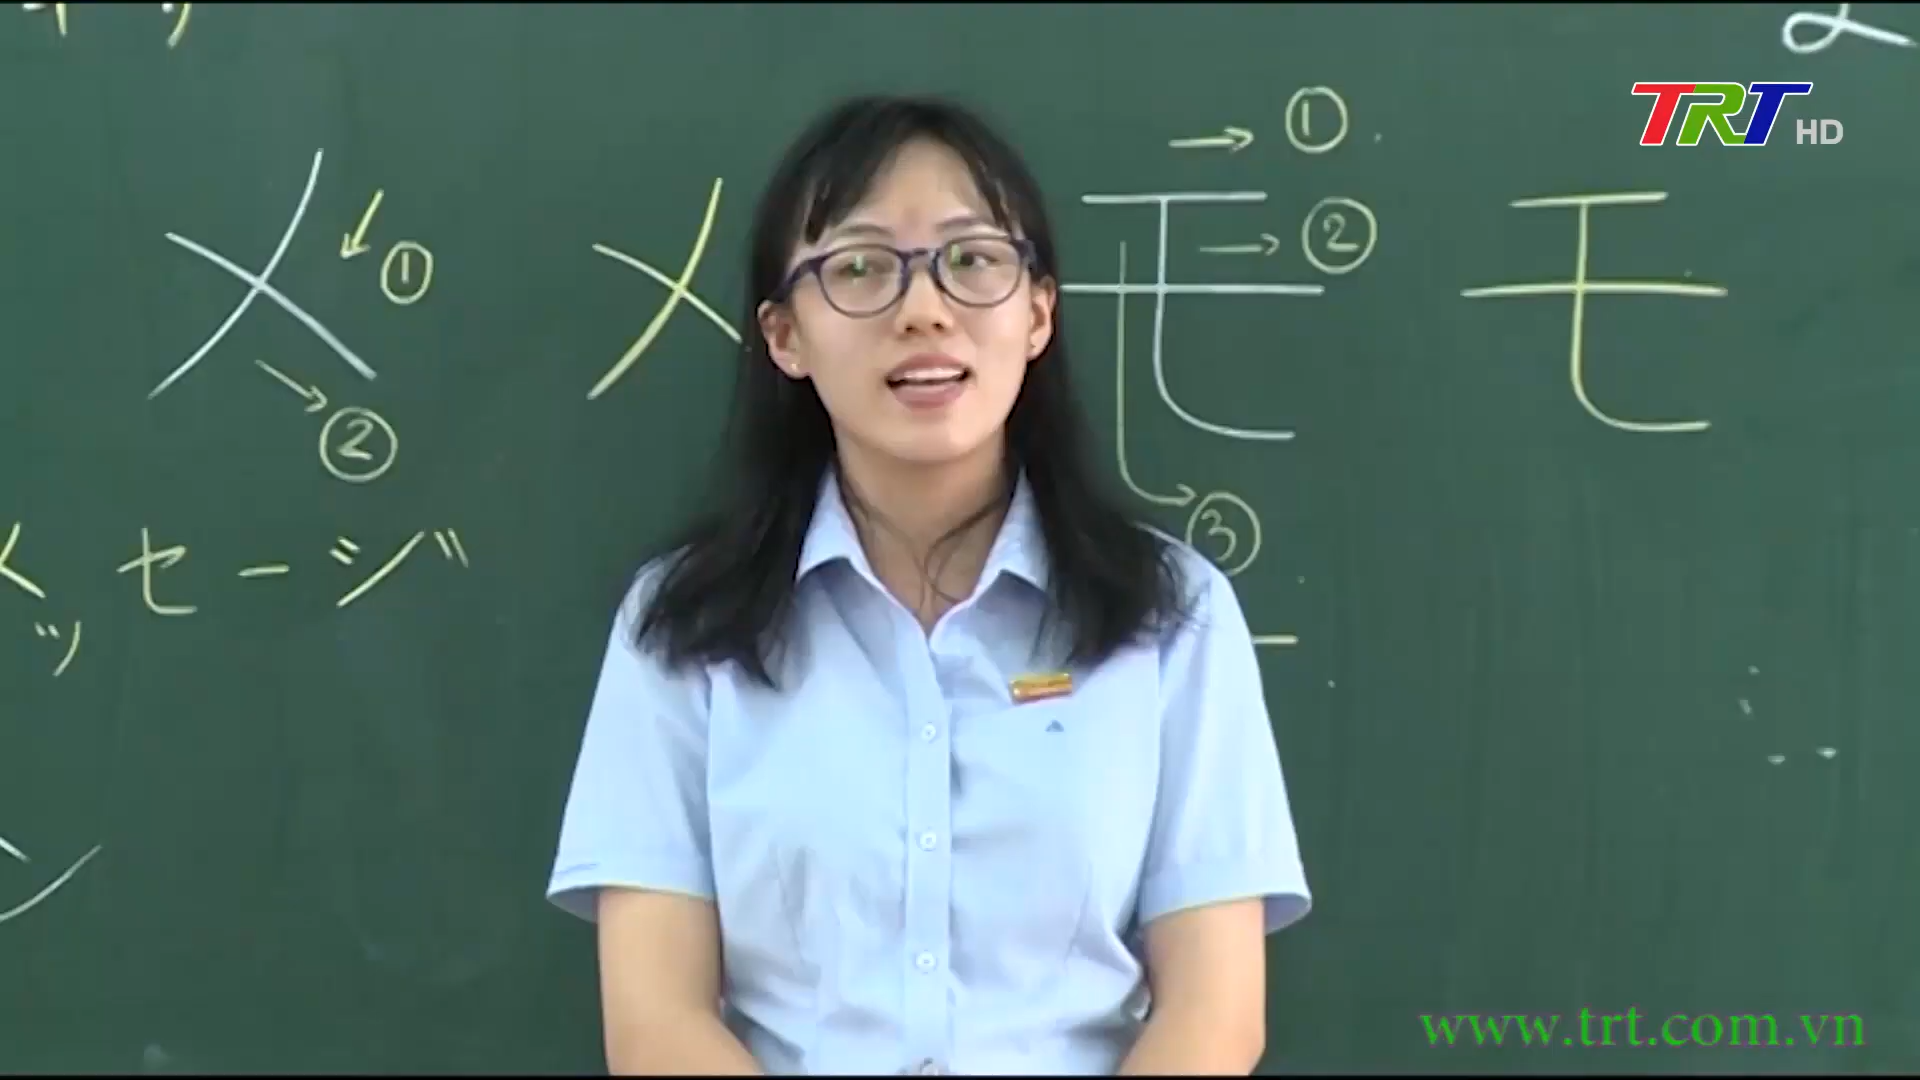 TRT HD
① ②
メ メ モ モ
① ② ③
メッセージ
www.trt.com.vn